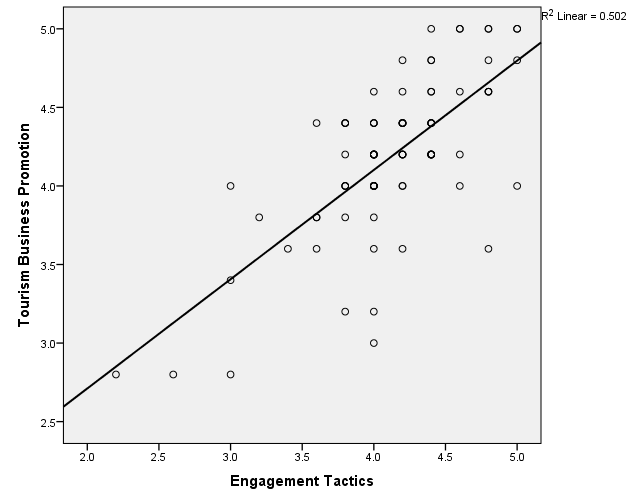 R² Linear = 0.502
5.0
4.5
4.0
3.5
3.0
2.5
Tourism Business Promotion
2.0 2.5 3.0 3.5 4.0 4.5 5.0
Engagement Tactics